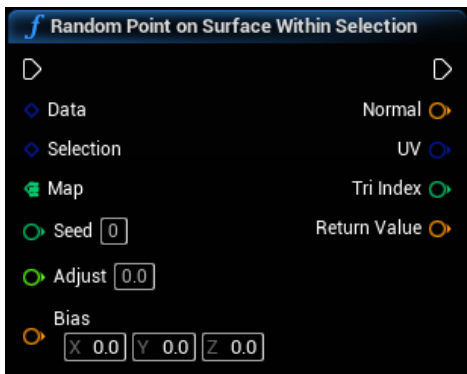 f Random Point on Surface Within Selection
Data
Normal
Selection
UV
Map
Tri Index
Seed 0
Return Value
Adjust 0.0
Bias
X 0.0 Y 0.0 Z 0.0